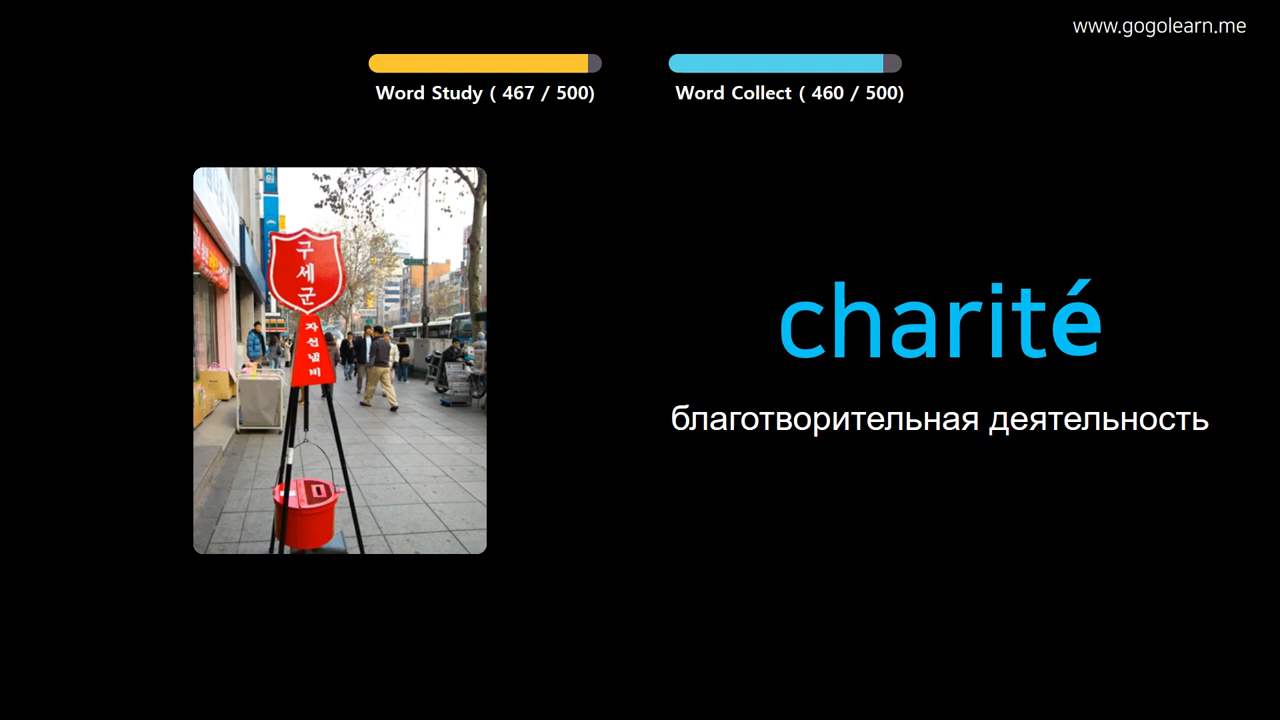 www.gogolearn.me
Word Study ( 467 / 500)
Word Collect ( 460 / 500)
구
세
군
자
선
냄
비
charité
благотворительная деятельность